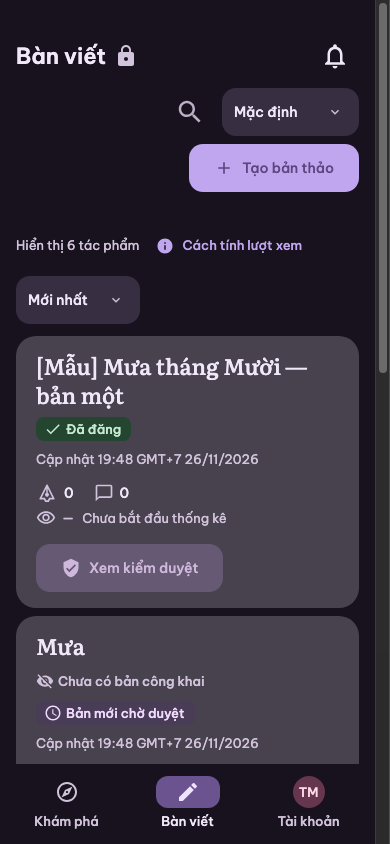 Bàn viết
Mặc định
Tạo bản thảo
Hiển thị 6 tác phẩm
Cách tính lượt xem
Mới nhất
[Mẫu] Mưa tháng Mười —
bản một
Đã đăng
Cập nhật 19:48 GMT+7 26/11/2026
0 0
— Chưa bắt đầu thống kê
Xem kiểm duyệt
Mưa
Chưa có bản công khai
Bản mới chờ duyệt
Cập nhật 19:48 GMT+7 26/11/2026
TM
Khám phá Bàn viết Tài khoản